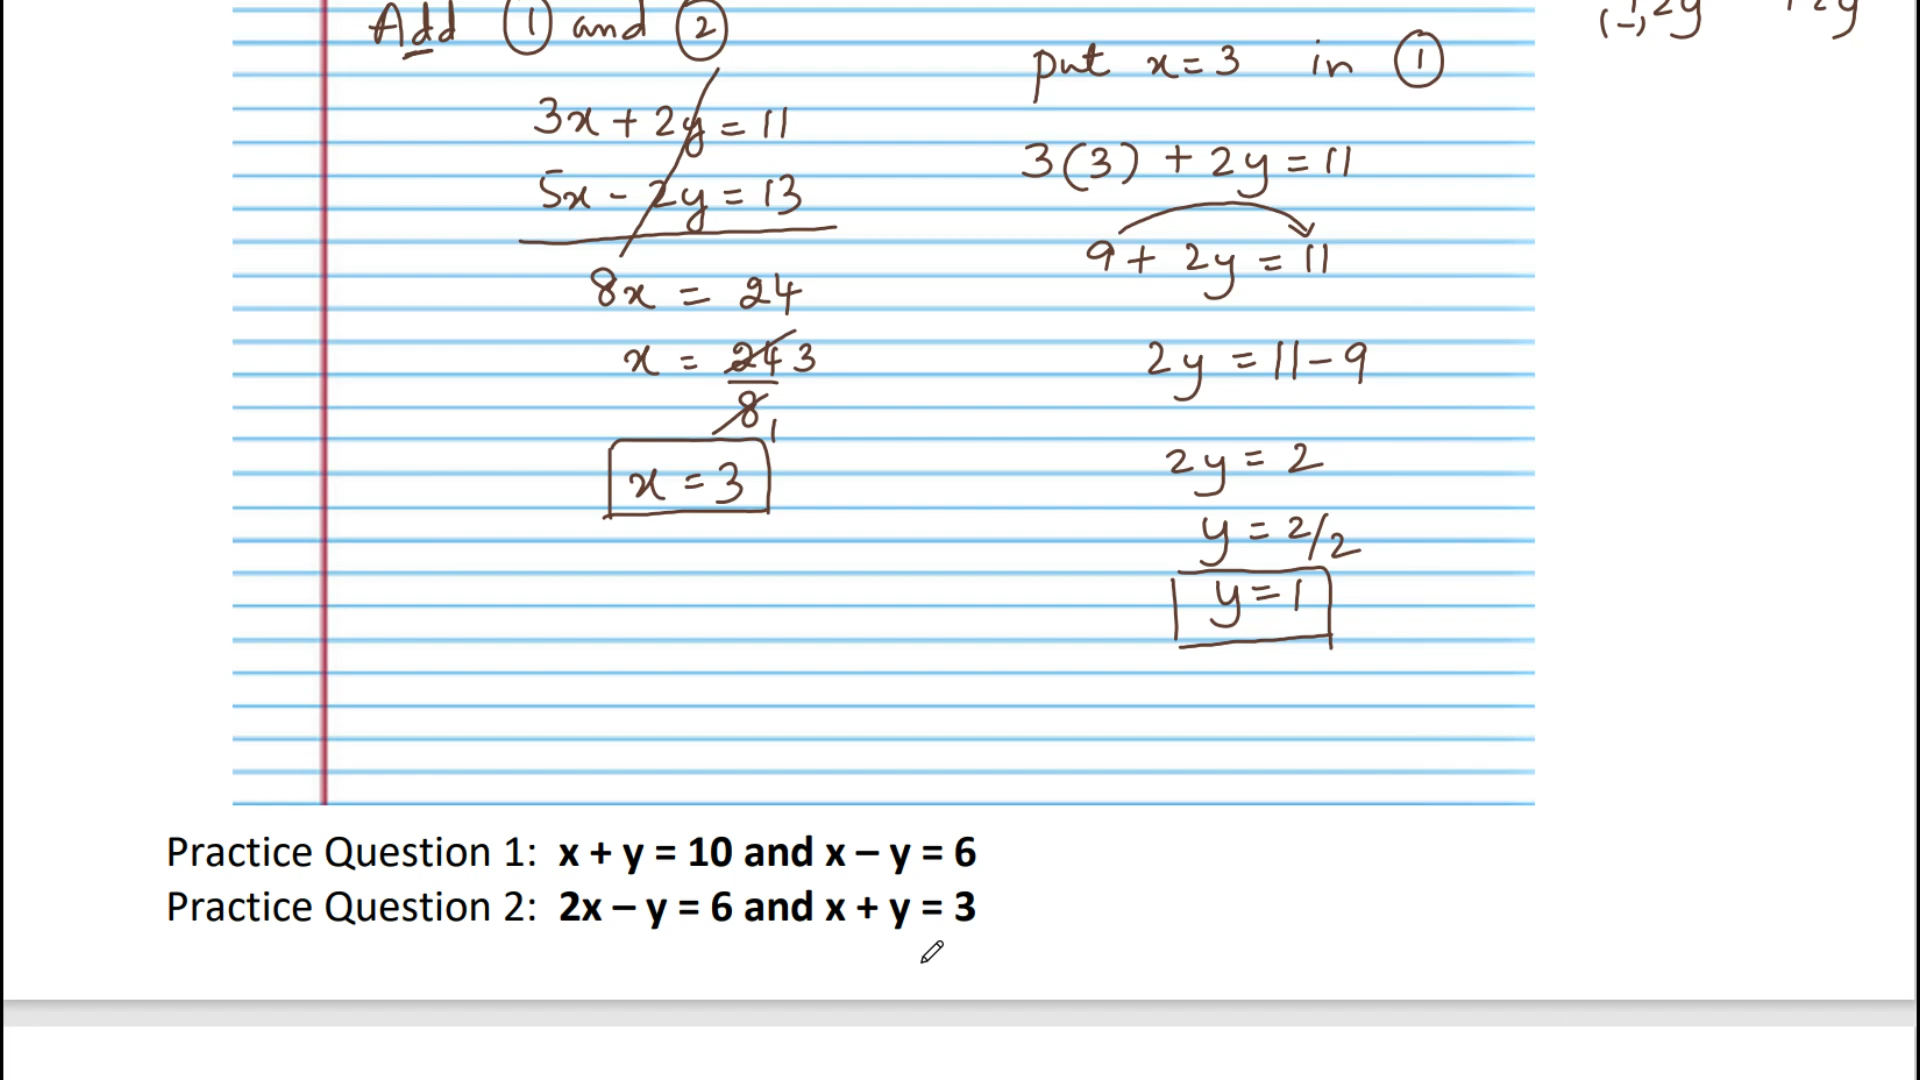 Add ① and ②
3x + 2y = 11
5x - 2y = 13
8x = 24
x = 24 3
8 1
x = 3
put x = 3 in ①
3(3) + 2y = 11
9 + 2y = 11
2y = 11 - 9
2y = 2
y = 2/2
y = 1
Practice Question 1: x + y = 10 and x – y = 6
Practice Question 2: 2x – y = 6 and x + y = 3